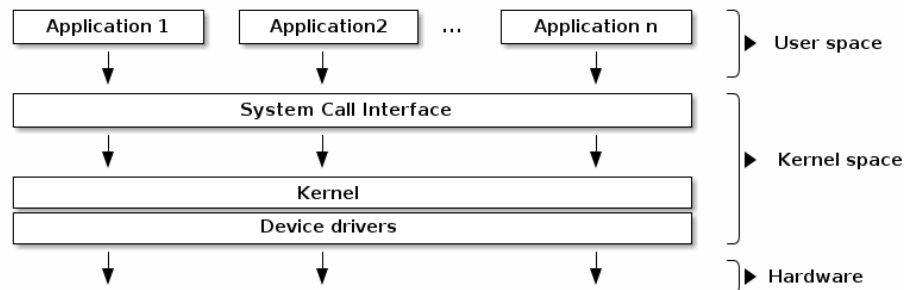 Application 1
Application2
...
Application n
User space
System Call Interface
Kernel space
Kernel
Device drivers
Hardware